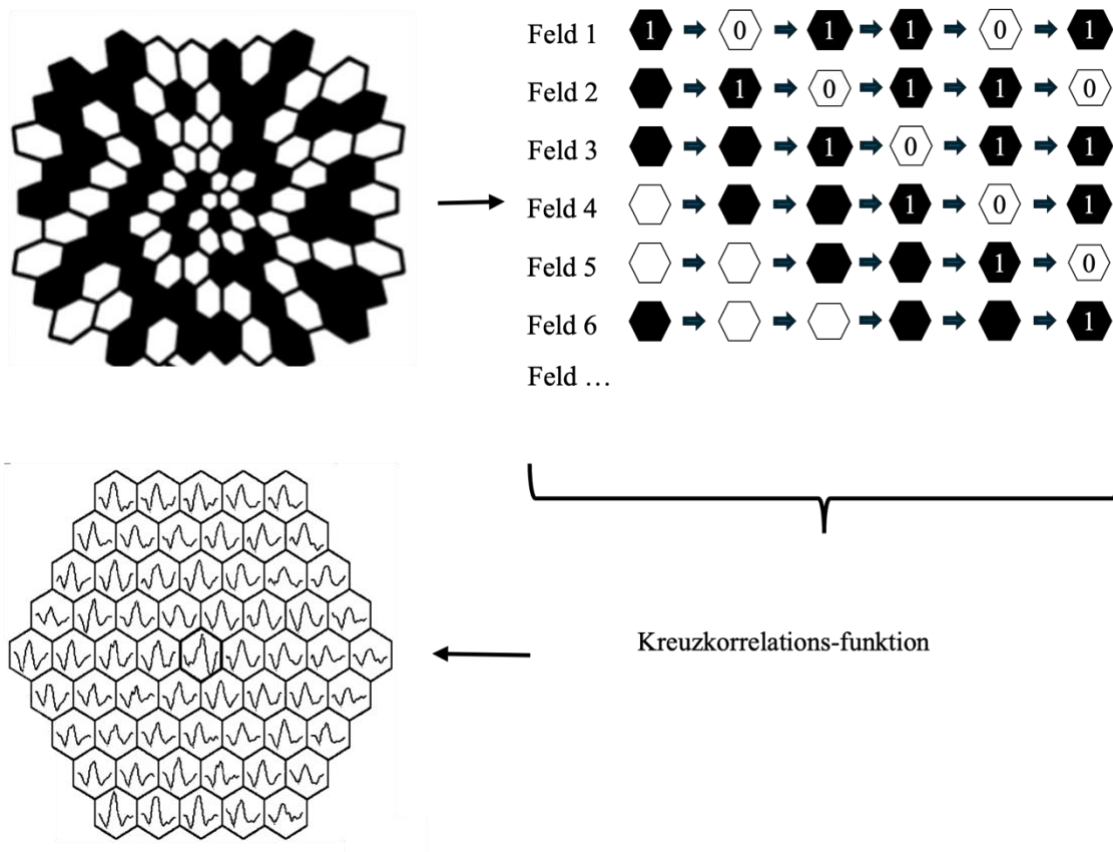 Feld 1 1 0 1 1 0 1
Feld 2 1 0 1 1 0
Feld 3 1 0 1 1
Feld 4 1 0 1
Feld 5 1 0
Feld 6 1
Feld …
Kreuzkorrelations-funktion